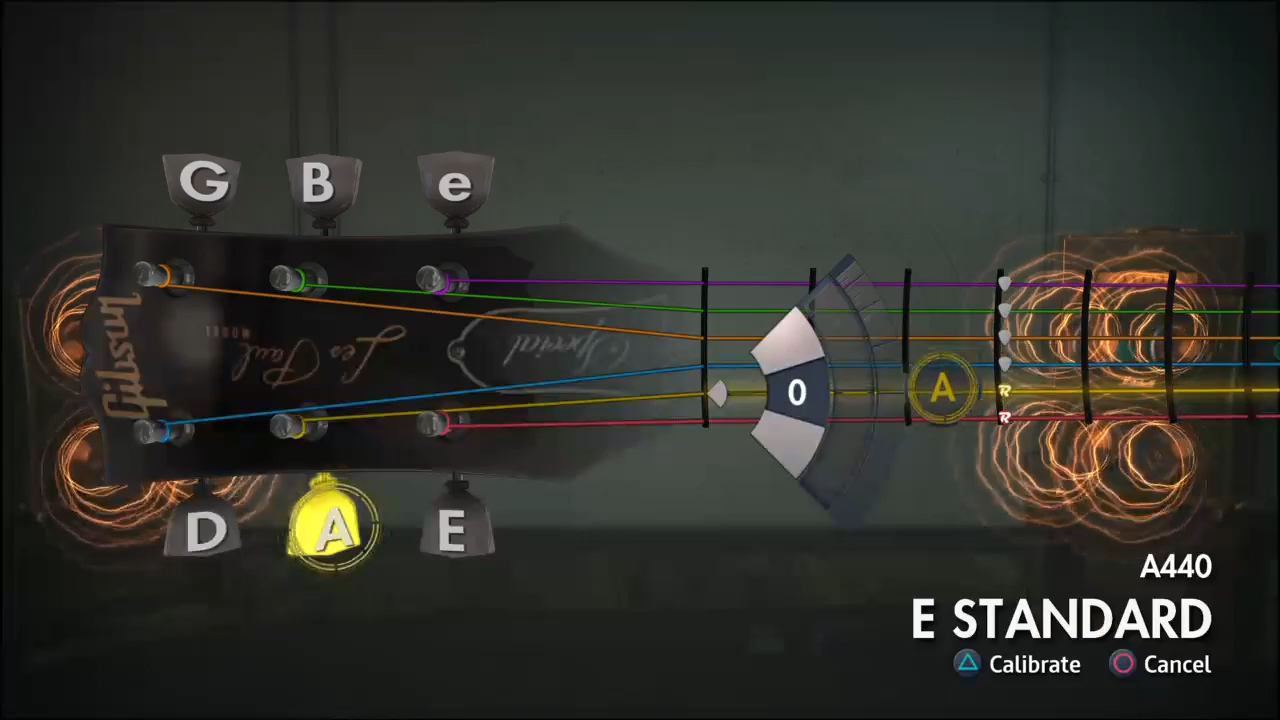 G B e
Gibson
Les Paul
MODEL
Special
0
A
D A E
A440
E STANDARD
Calibrate Cancel